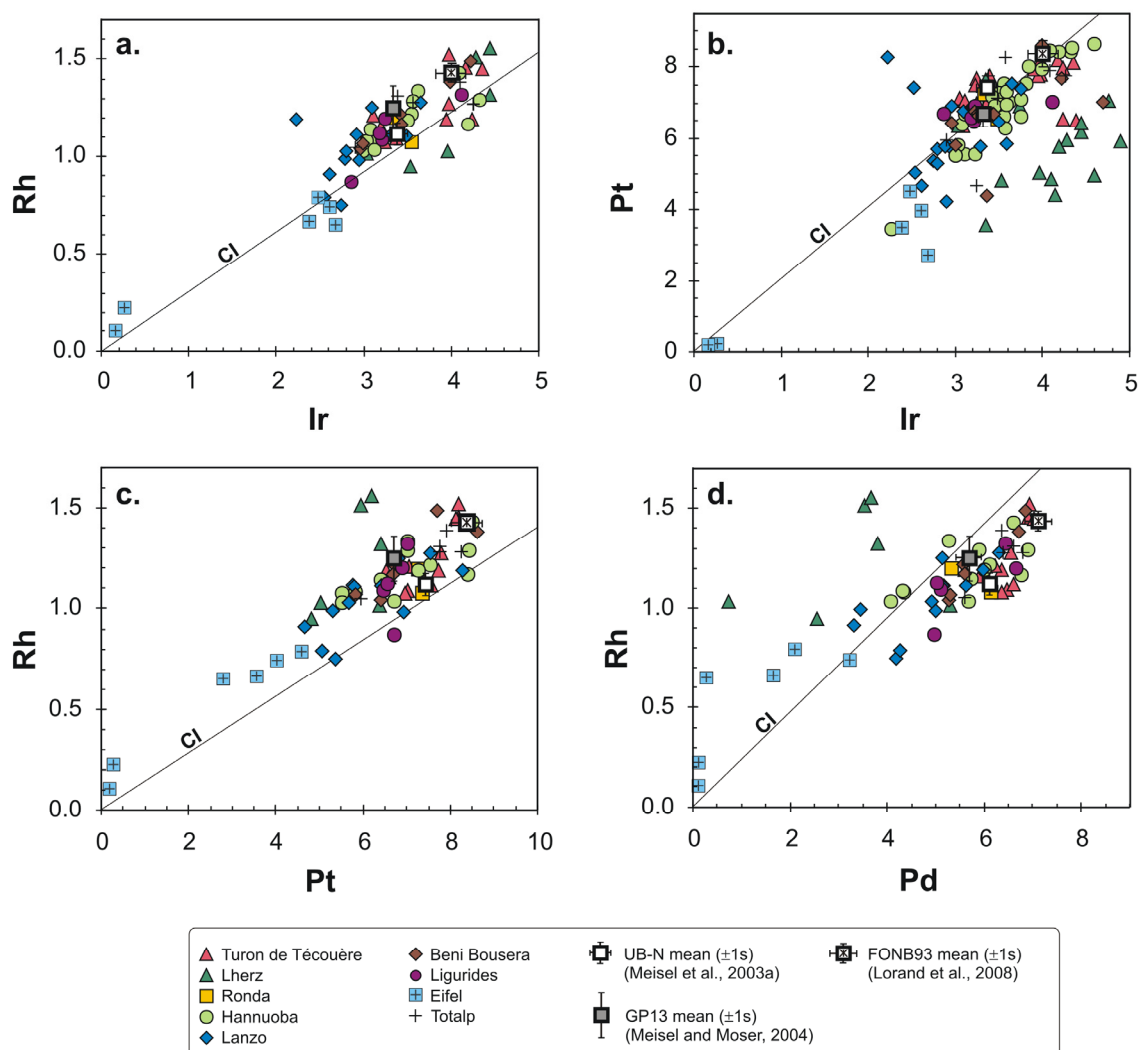 a.
1.5
1.0
0.5
0.0
Rh
CI
0 1 2 3 4 5
Ir
b.
8
6
4
2
0
Pt
CI
0 1 2 3 4 5
Ir
c.
1.5
1.0
0.5
0.0
Rh
CI
0 2 4 6 8 10
Pt
d.
1.5
1.0
0.5
0.0
Rh
CI
0 2 4 6 8
Pd
Turon de Técouère
Lherz
Ronda
Hannuoba
Lanzo
Beni Bousera
Ligurides
Eifel
Totalp
UB-N mean (±1s)
(Meisel et al., 2003a)
GP13 mean (±1s)
(Meisel and Moser, 2004)
FONB93 mean (±1s)
(Lorand et al., 2008)